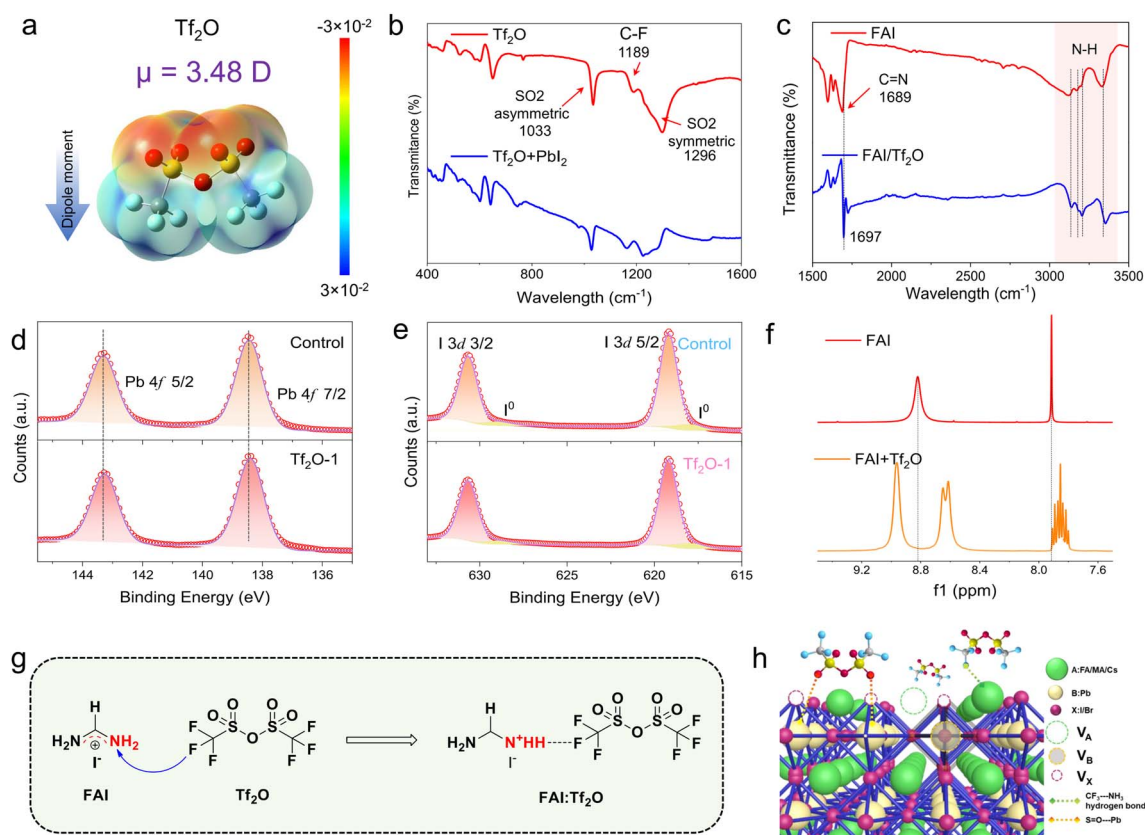 a
Tf2O
μ = 3.48 D
Dipole moment
-3×10⁻²
3×10⁻²
b
Transmitance (%)
Tf2O
C-F
1189
SO2
asymmetric
1033
SO2
symmetric
1296
Tf2O+PbI2
400 800 1200 1600
Wavelength (cm⁻¹)
c
Transmittance (%)
FAI
N-H
C=N
1689
FAI/Tf2O
1697
1500 2000 2500 3000 3500
Wavelength (cm⁻¹)
d
Counts (a.u.)
Control
Pb 4f 5/2
Pb 4f 7/2
Tf2O-1
144 142 140 138 136
Binding Energy (eV)
e
I 3d 3/2
I 3d 5/2
Control
I⁰
I⁰
Tf2O-1
630 625 620 615
Binding Energy (eV)
f
FAI
FAI+Tf2O
9.2 8.8 8.4 8.0 7.6
f1 (ppm)
g
H
H2N
NH2
⊕
I⁻
FAI
O O O O
S S
F O F
F F F F
Tf2O
H
H2N
N⁺HH
I⁻
O O O O
S S
F O F
F F F F
FAI:Tf2O
h
A:FA/MA/Cs
B:Pb
X:I/Br
VA
VB
VX
CF3---NH3
hydrogen bond
S=O---Pb